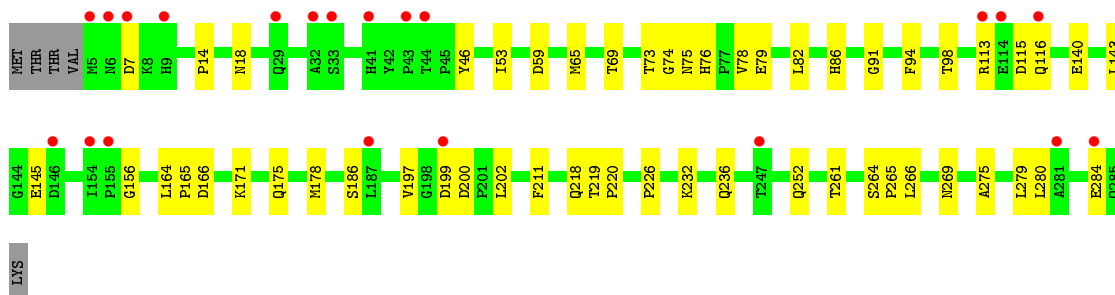 MET THR THR VAL M5 N6 D7 K8 H9 P14 N18 Q29 A32 S33 H41 Y42 P43 T44 P45 Y46 I53 D59 M65 T69 T73 G74 N75 H76 P77 V78 E79 L82 H86 G91 F94 T98 R113 E114 D115 Q116 E140 L143
G144 E145 D146 I154 P155 G156 L164 P165 D166 K171 Q175 M178 S186 L187 V197 G198 D199 D200 P201 L202 F211 Q218 T219 P220 P226 K232 Q236 T247 Q252 T261 S264 P265 L266 N269 A275 L279 L280 A281 E284
LYS